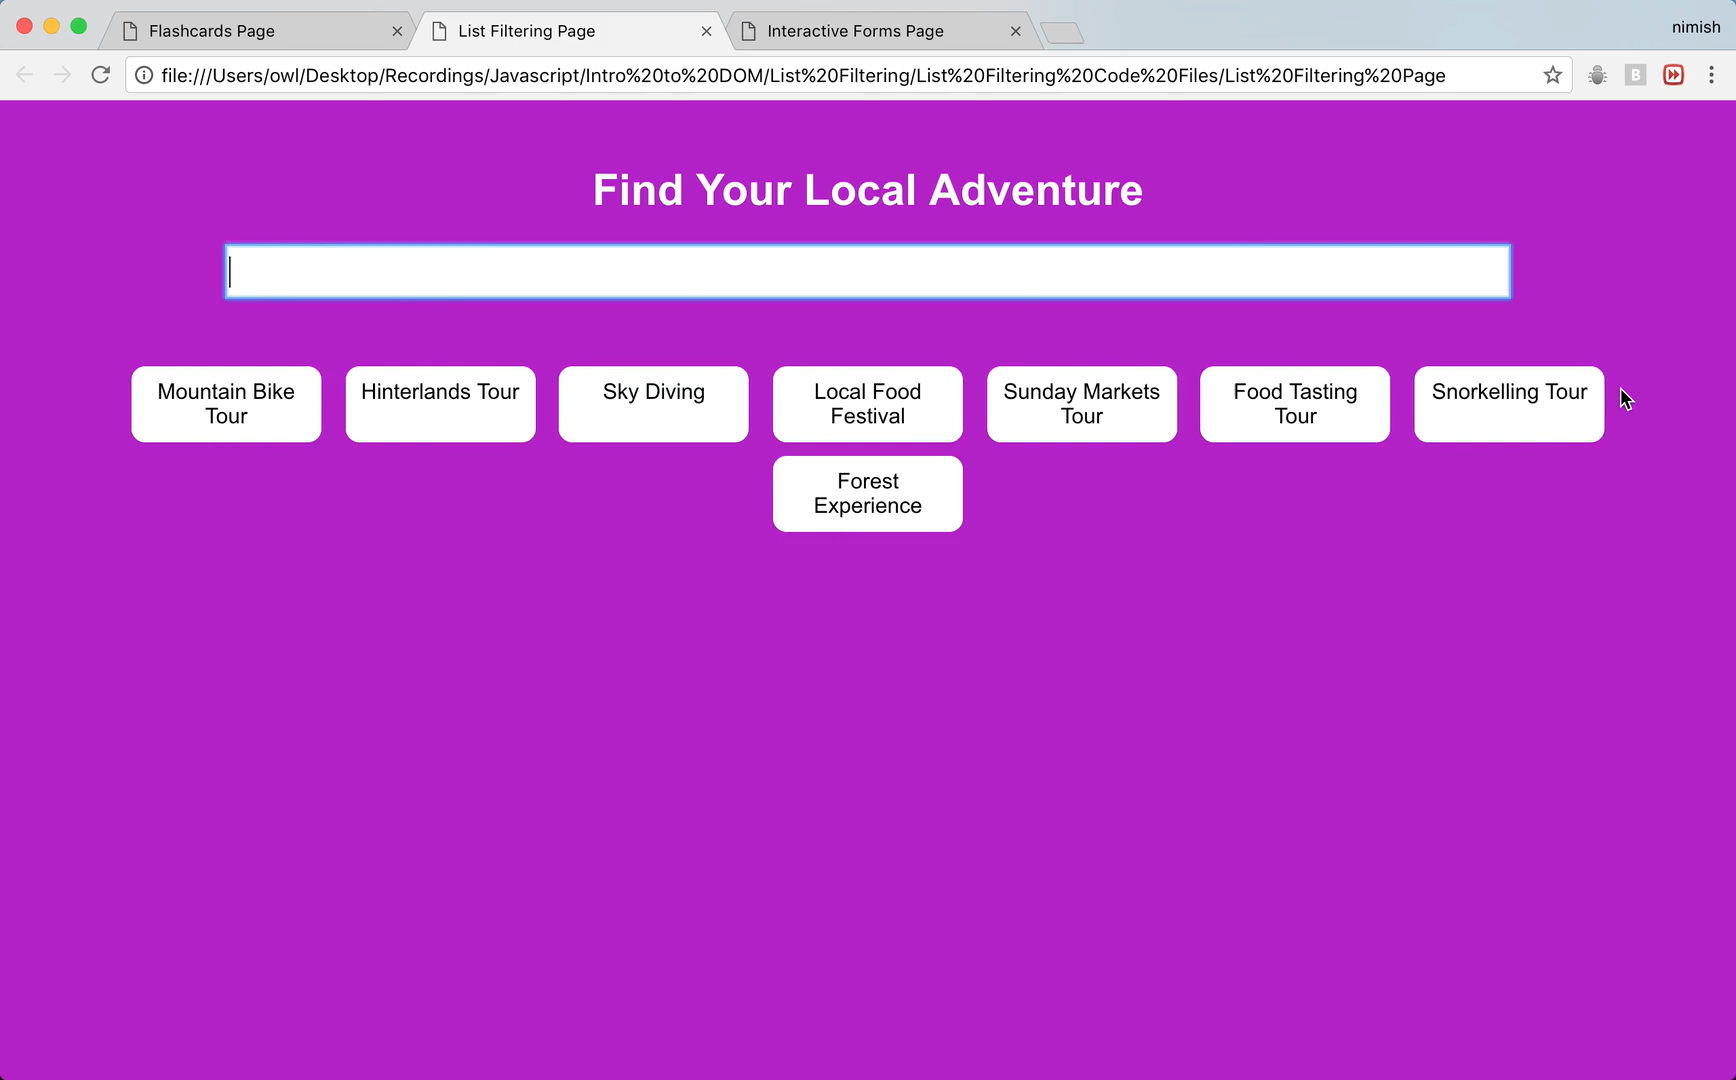 Flashcards Page
List Filtering Page
Interactive Forms Page
nimish
file:///Users/owl/Desktop/Recordings/Javascript/Intro%20to%20DOM/List%20Filtering/List%20Filtering%20Code%20Files/List%20Filtering%20Page
B
Find Your Local Adventure
Mountain Bike
Tour
Hinterlands Tour
Sky Diving
Local Food
Festival
Sunday Markets
Tour
Food Tasting
Tour
Snorkelling Tour
Forest
Experience